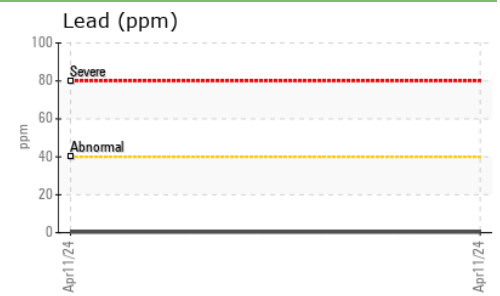 Lead (ppm)
100
Severe
80
60
ppm
Abnormal
40
20
0
Apr11/24
Apr11/24